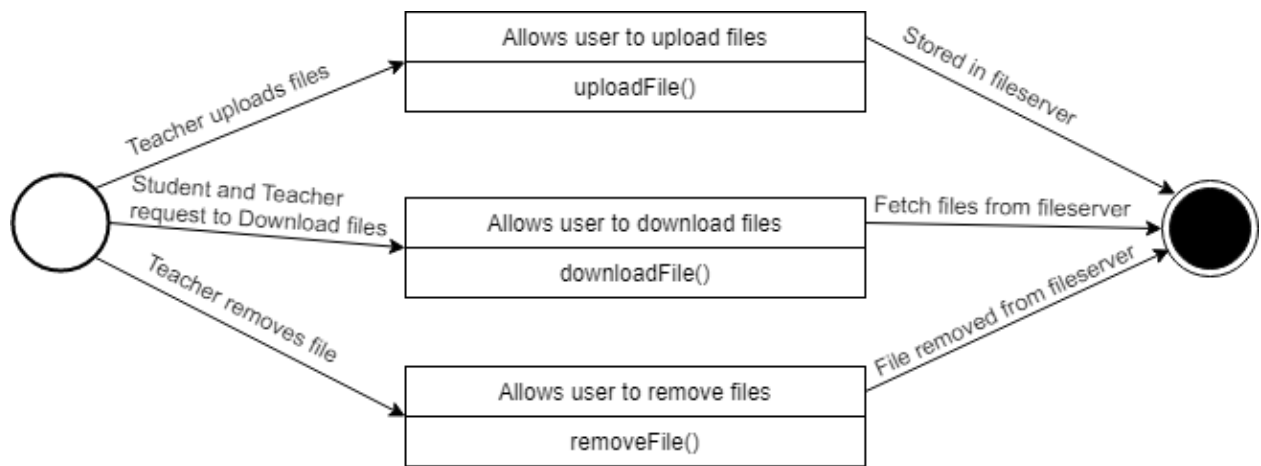 Teacher uploads files
Allows user to upload files
uploadFile()
Stored in fileserver
Student and Teacher
request to Download files
Allows user to download files
downloadFile()
Fetch files from fileserver
Teacher removes file
Allows user to remove files
removeFile()
File removed from fileserver